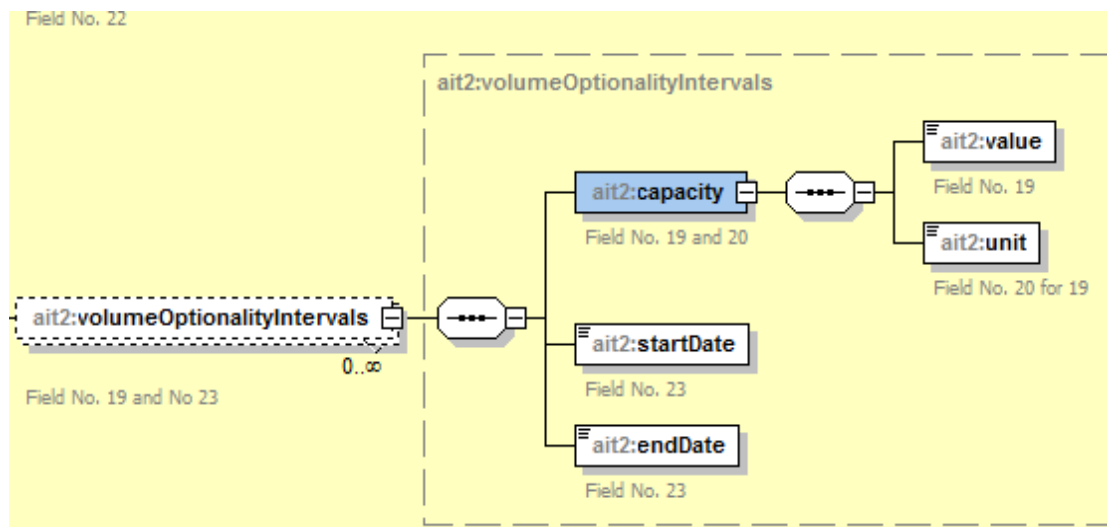 Field No. 22
ait2:volumeOptionalityIntervals
ait2:value
Field No. 19
ait2:capacity
Field No. 19 and 20
ait2:unit
Field No. 20 for 19
ait2:volumeOptionalityIntervals
0..∞
Field No. 19 and No 23
ait2:startDate
Field No. 23
ait2:endDate
Field No. 23